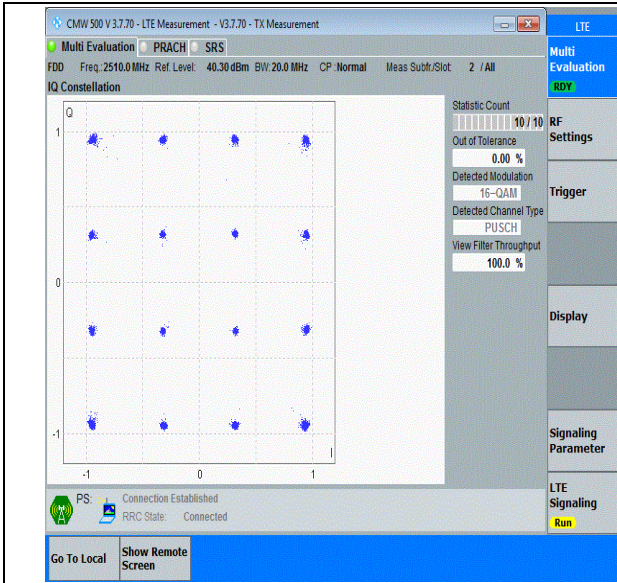 CMW 500 V 3.7.70 - LTE Measurement  - V3.7.70 - TX Measurement
LTE
Multi Evaluation
PRACH
SRS
FDD Freq.:2510.0 MHz Ref. Level: 40.30 dBm BW:20.0 MHz CP :Normal Meas Subfr./Slot: 2 / All
IQ Constellation
Q
1
0
-1
I
-1 0 1
Statistic Count
10 / 10
Out of Tolerance
0.00 %
Detected Modulation
16-QAM
Detected Channel Type
PUSCH
View Filter Throughput
100.0 %
Multi
Evaluation
RDY
RF
Settings
Trigger
Display
Signaling
Parameter
LTE
Signaling
Run
PS: Connection Established
RRC State: Connected
Go To Local
Show Remote
Screen